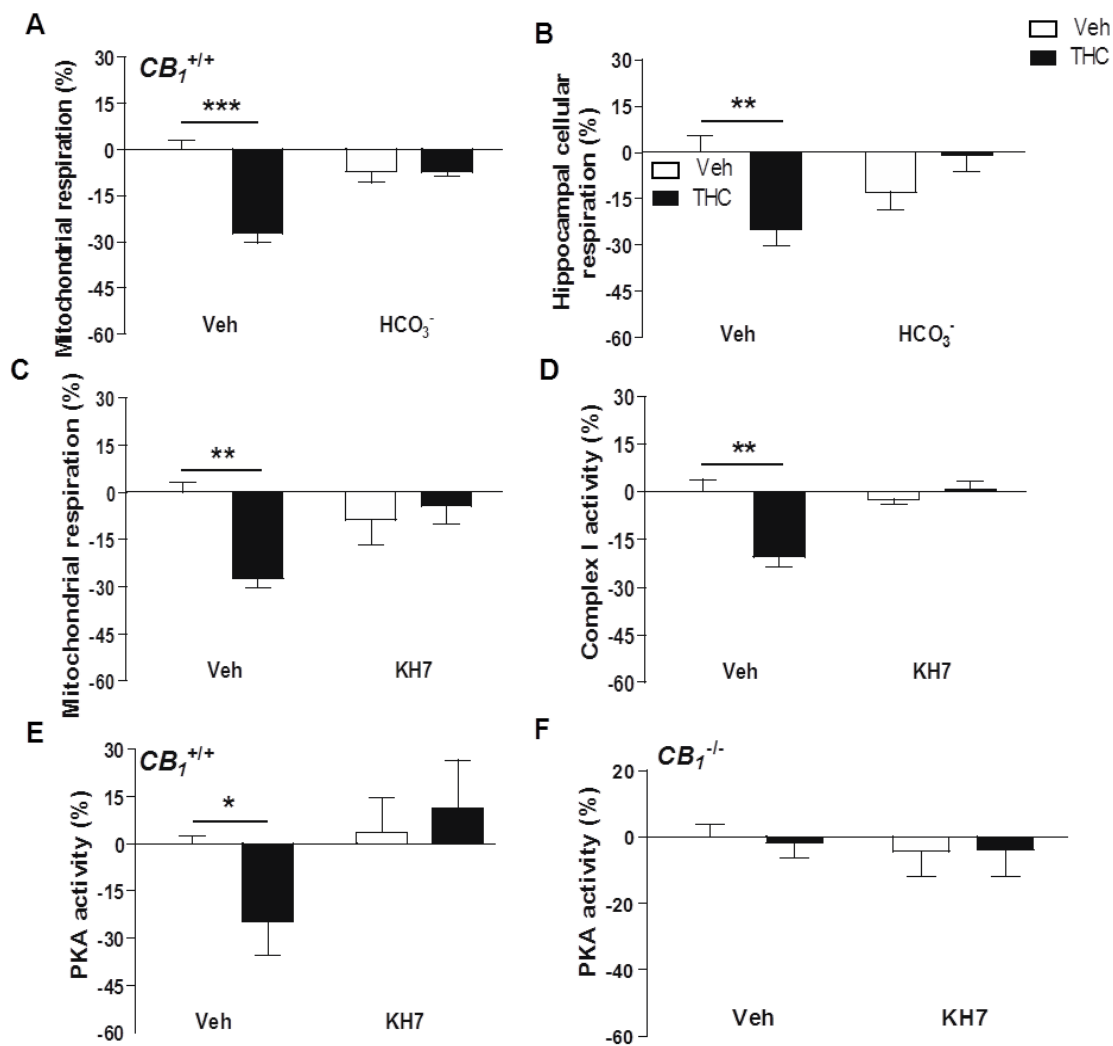 A
CB₁⁺/⁺
Mitochondrial respiration (%)
30
15
0
-15
-30
-45
-60
***
Veh
HCO₃⁻
B
Veh
THC
Hippocampal cellular
respiration (%)
30
15
0
-15
-30
-45
-60
**
Veh
THC
Veh
HCO₃⁻
C
Mitochondrial respiration (%)
30
15
0
-15
-30
-45
-60
**
Veh
KH7
D
Complex I activity (%)
30
15
0
-15
-30
-45
-60
**
Veh
KH7
E
CB₁⁺/⁺
PKA activity (%)
30
15
0
-15
-30
-45
-60
*
Veh
KH7
F
CB₁⁻/⁻
PKA activity (%)
20
0
-20
-40
-60
Veh
KH7